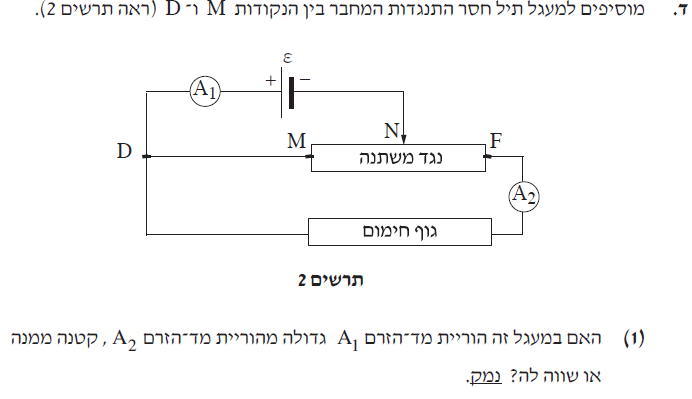 ד. מוסיפים למעגל תיל חסר התנגדות המחבר בין הנקודות M ו־ D (ראה תרשים 2).
ε
A1 + −
D M N F
נגד משתנה
A2
גוף חימום
תרשים 2
(1) האם במעגל זה הוריית מד־הזרם A1 גדולה מהוריית מד־הזרם A2 , קטנה ממנה
או שווה לה? נמק.